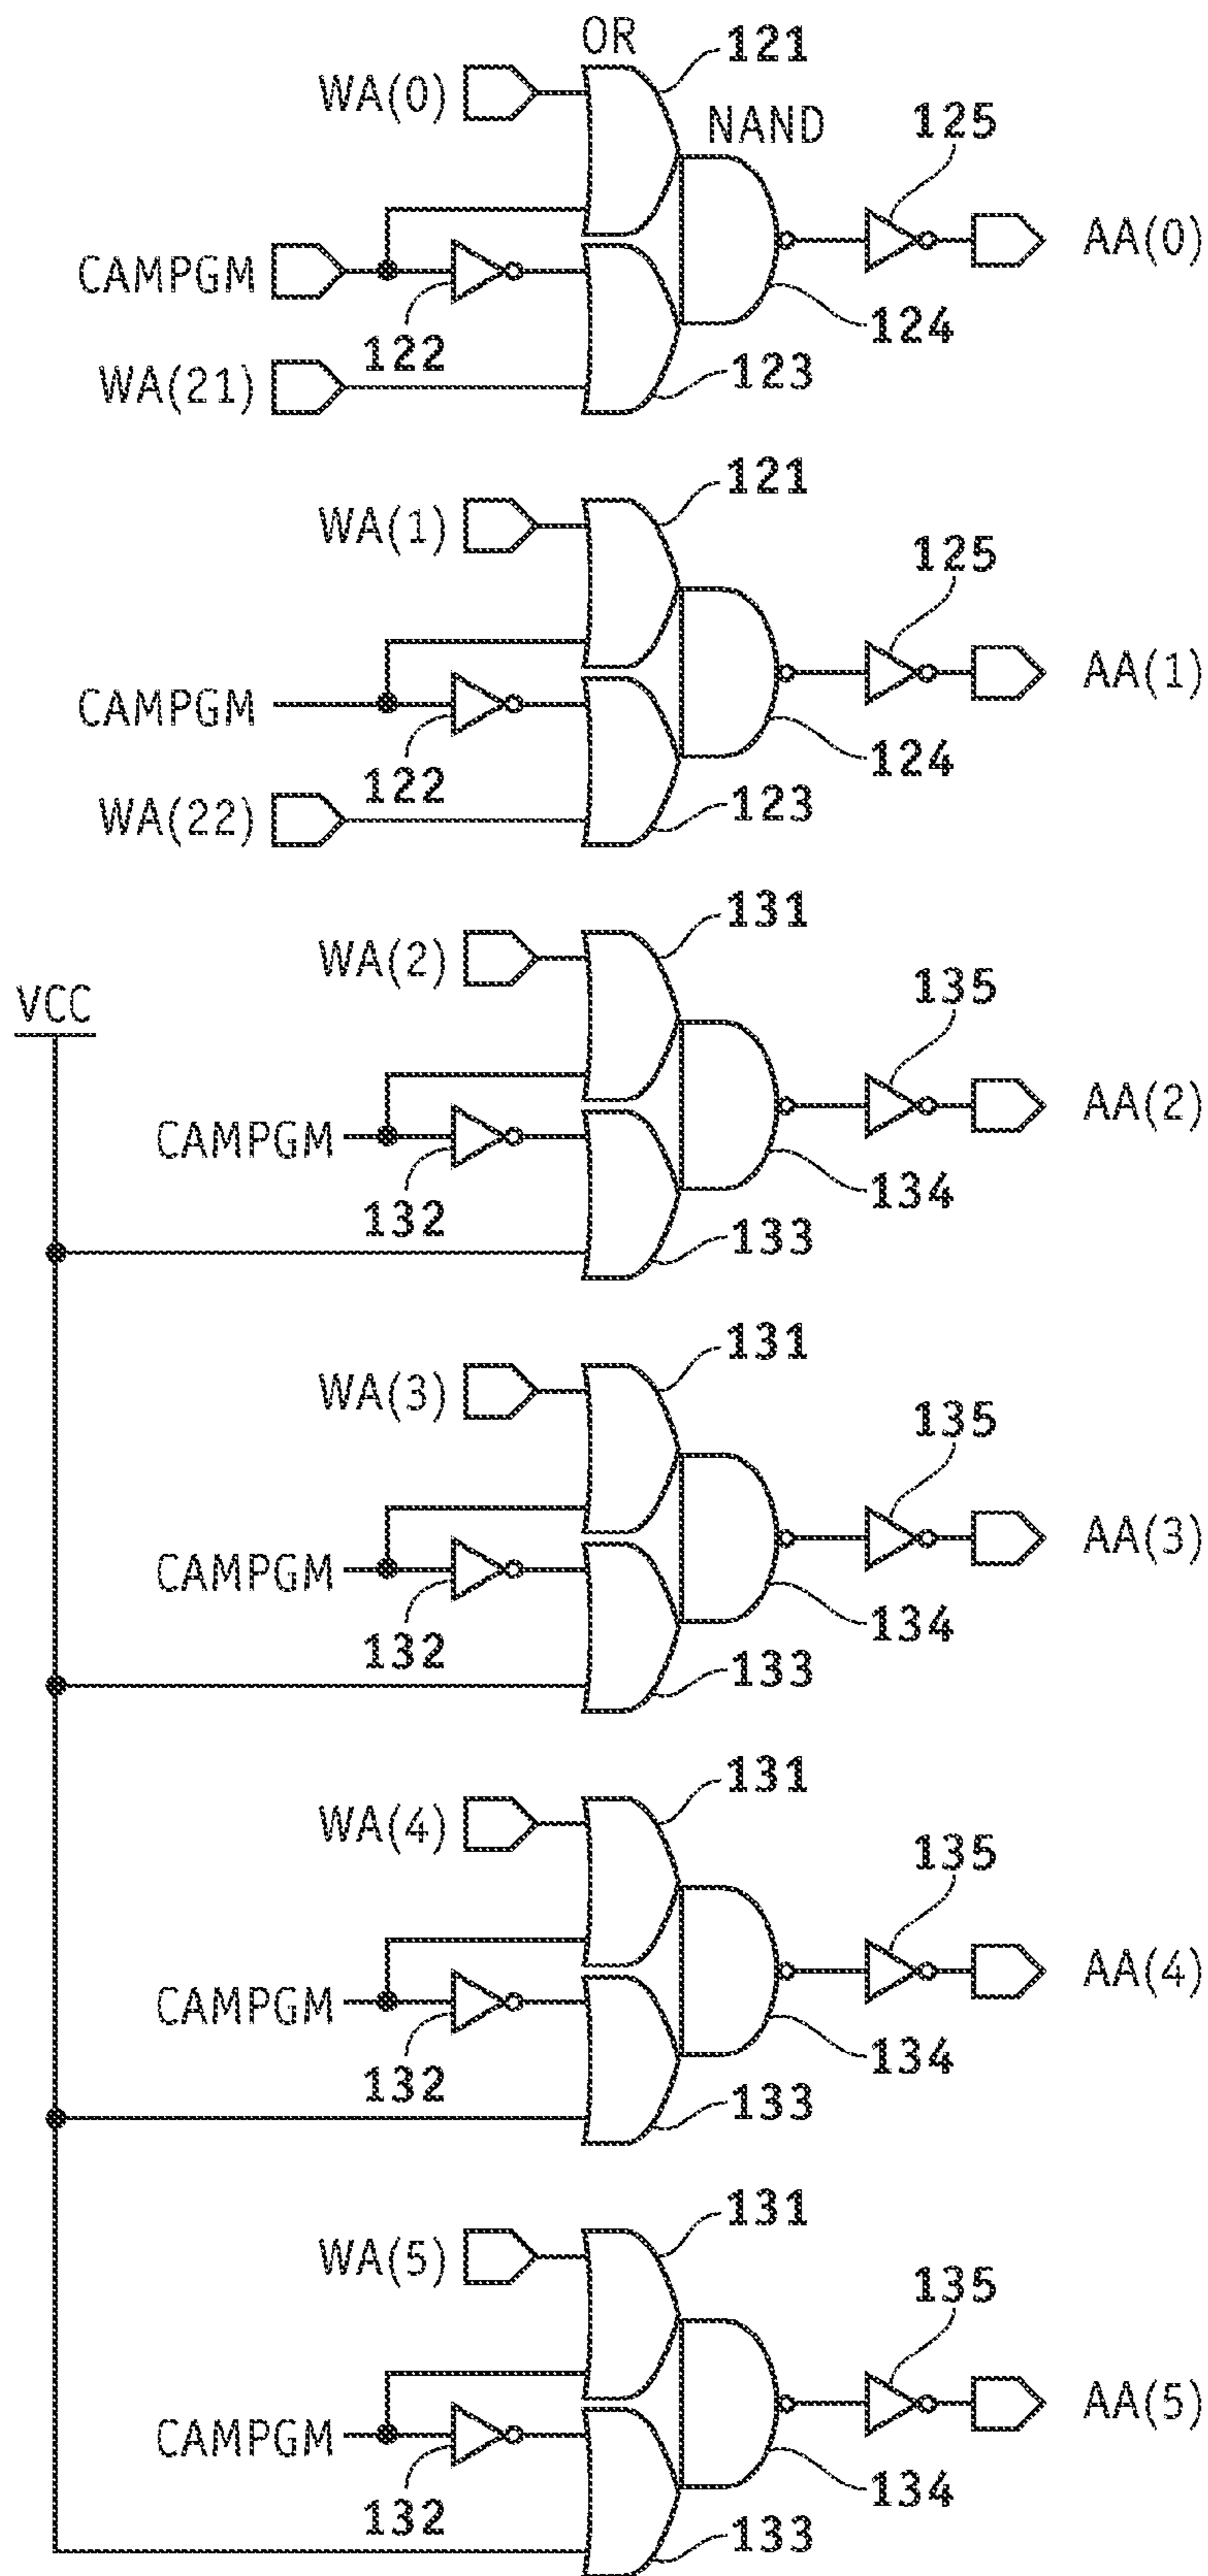 OR
121
WA(0)
NAND
125
CAMPGM
AA(0)
122
124
123
WA(21)
121
WA(1)
125
CAMPGM
AA(1)
122
124
123
WA(22)
131
WA(2)
135
VCC
CAMPGM
AA(2)
132
134
133
131
WA(3)
135
CAMPGM
AA(3)
132
134
133
131
WA(4)
135
CAMPGM
AA(4)
132
134
133
131
WA(5)
135
CAMPGM
AA(5)
132
134
133